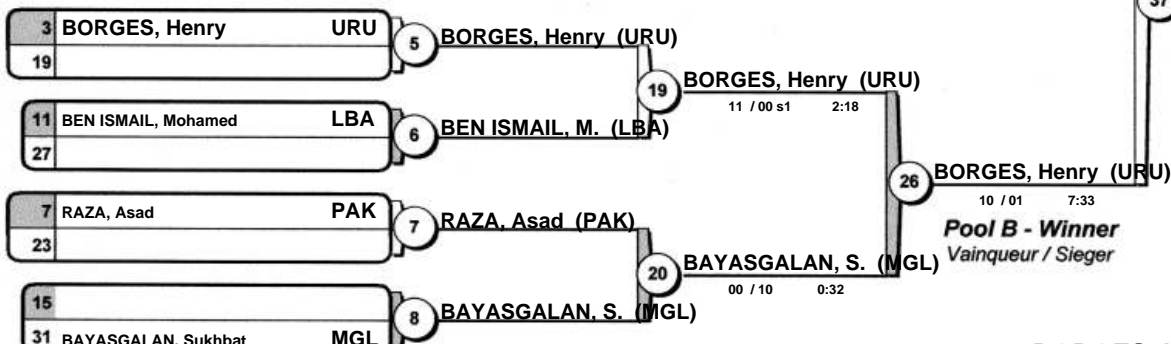 37
3 BORGES, Henry URU
19
5 BORGES, Henry (URU)
11 BEN ISMAIL, Mohamed LBA
27
6 BEN ISMAIL, M. (LBA)
19 BORGES, Henry (URU)
11 / 00 s1 2:18
7 RAZA, Asad PAK
23
7 RAZA, Asad (PAK)
15
31 BAYASGALAN, Sukhbat MGL
8 BAYASGALAN, S. (MGL)
20 BAYASGALAN, S. (MGL)
00 / 10 0:32
26 BORGES, Henry (URU)
10 / 01 7:33
Pool B - Winner
Vainqueur / Sieger